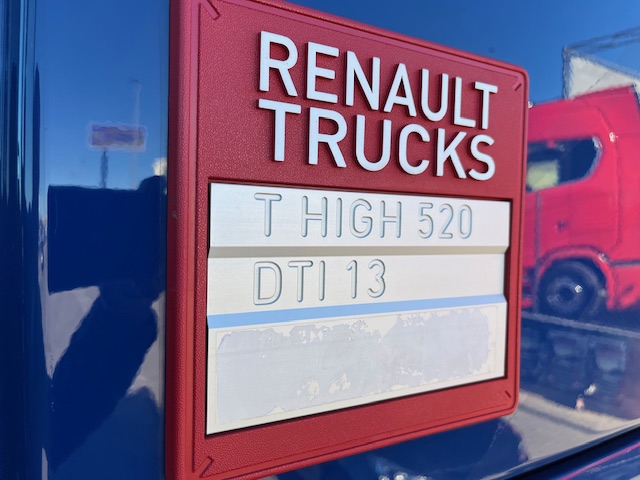 RENAULT
TRUCKS
T HIGH 520
DTI 13